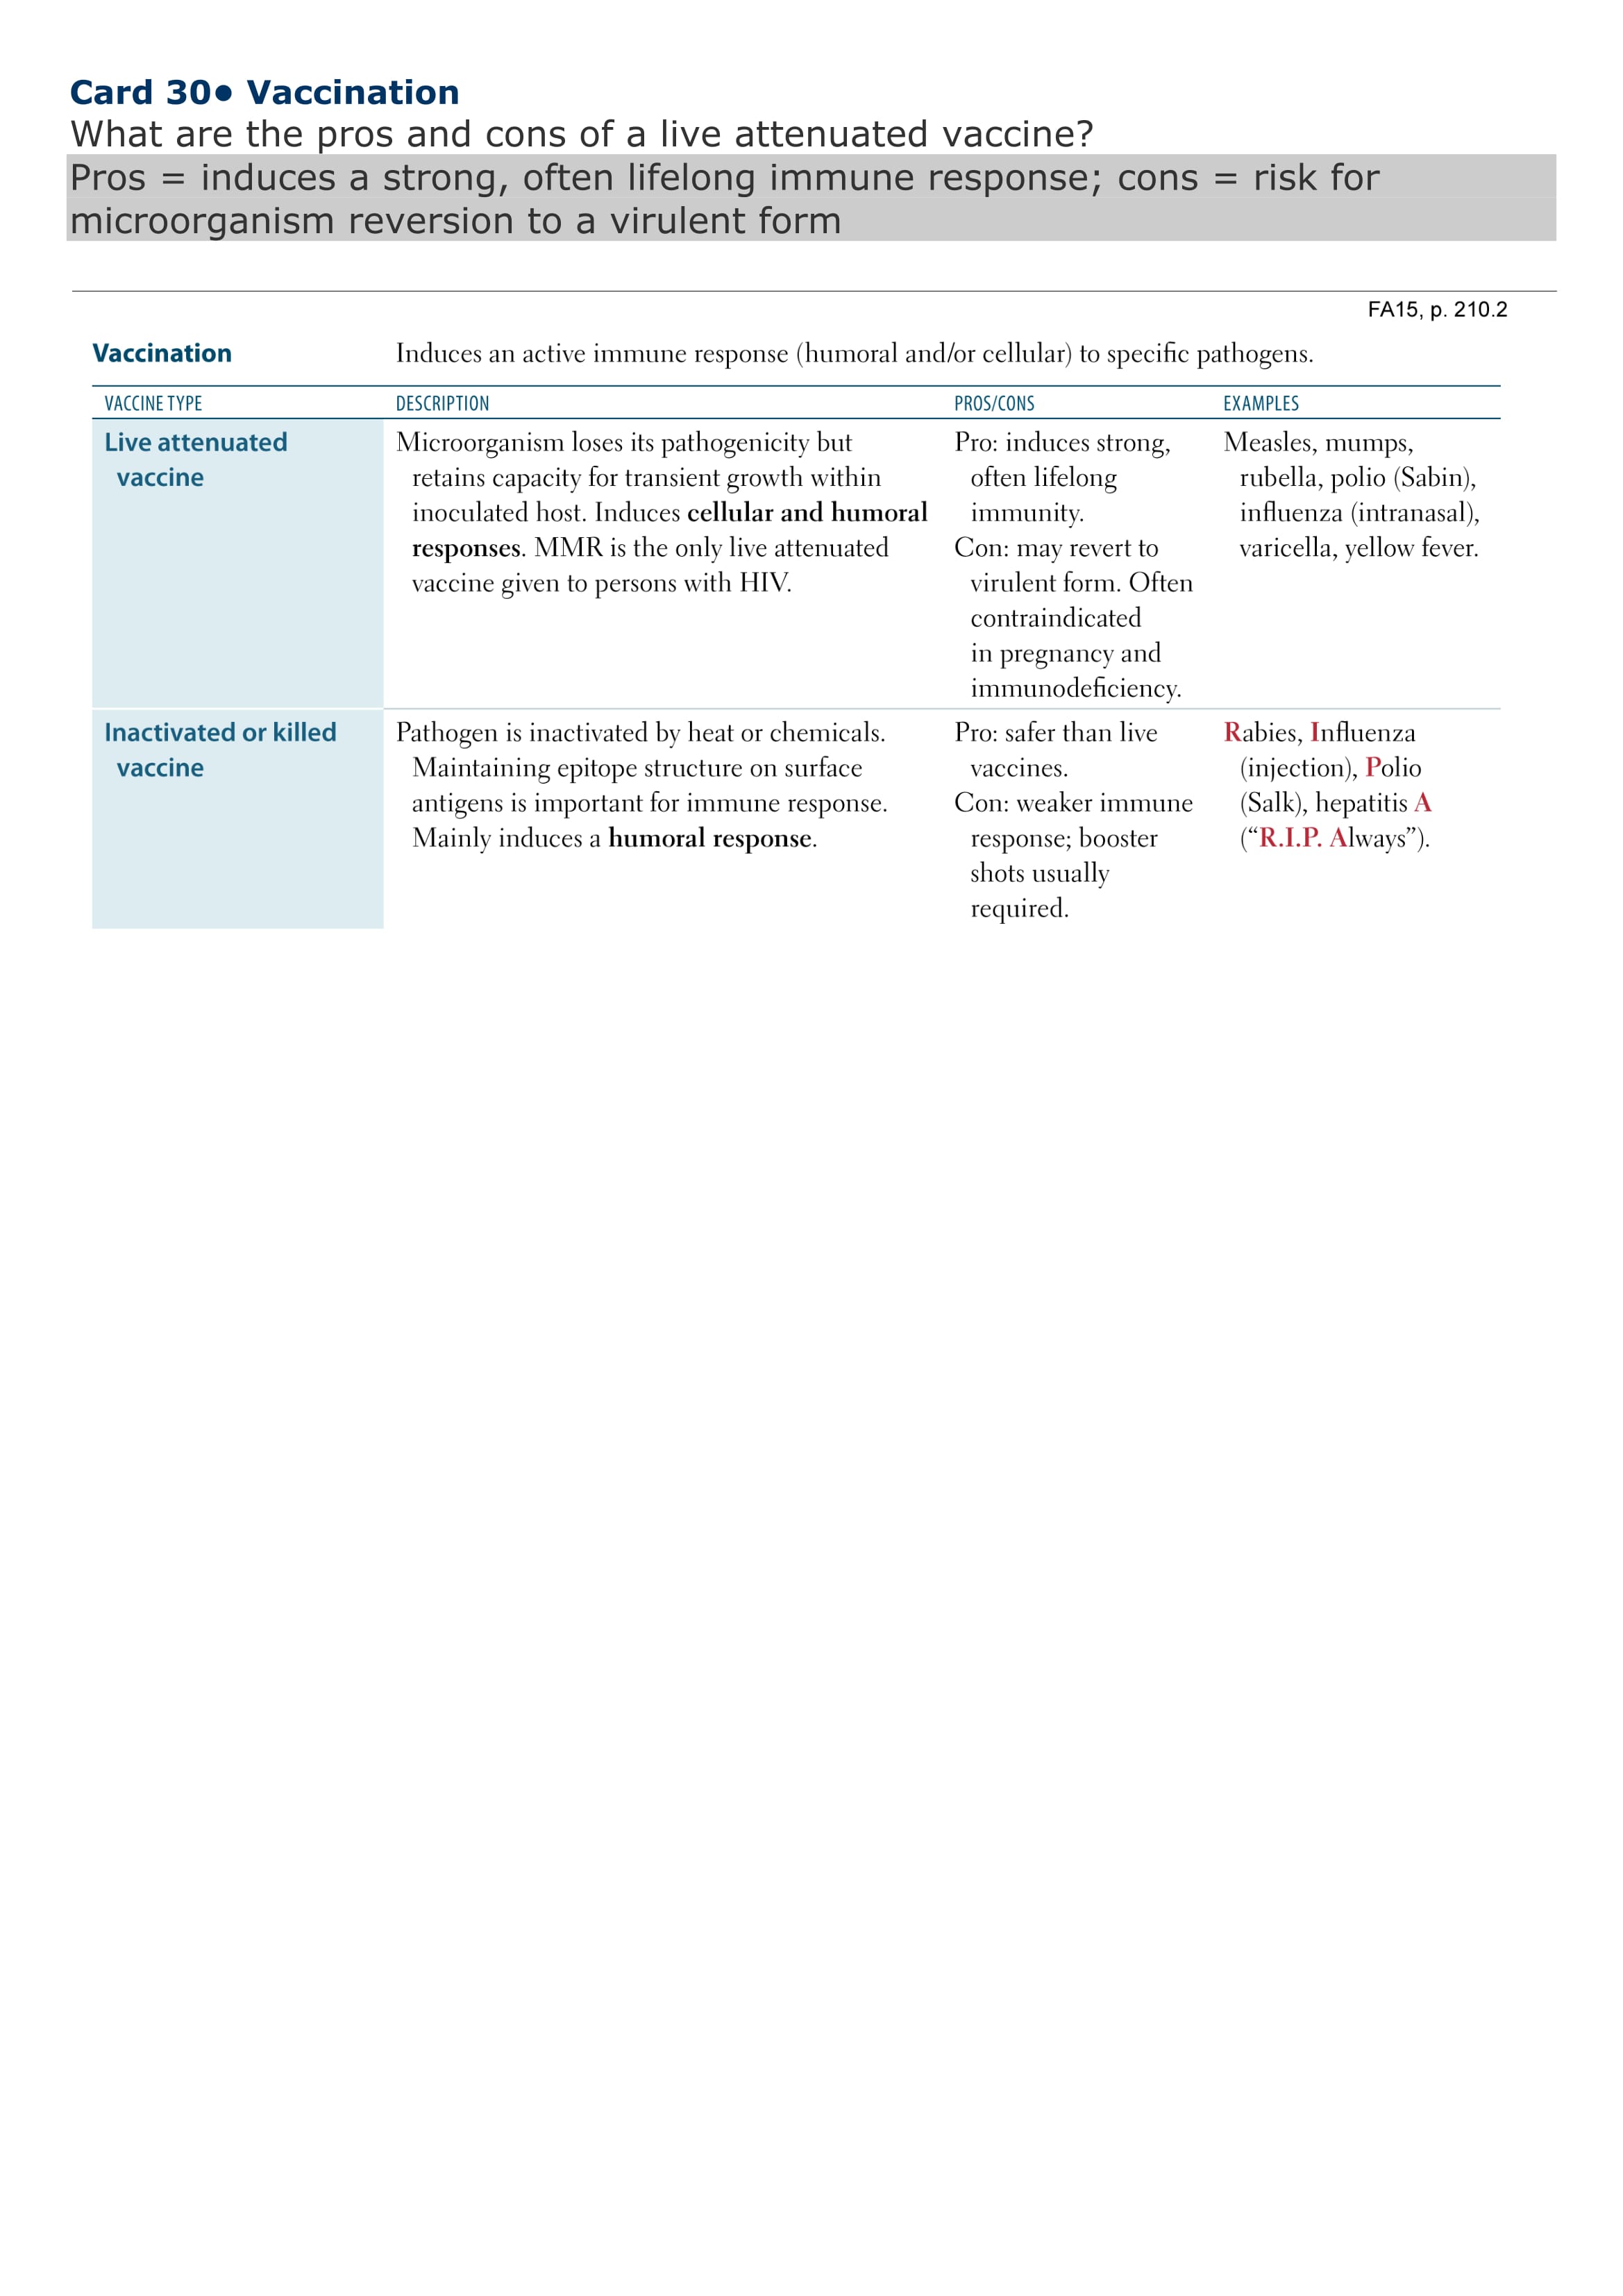 Card 30• Vaccination
What are the pros and cons of a live attenuated vaccine?
Pros = induces a strong, often lifelong immune response; cons = risk for
microorganism reversion to a virulent form
FA15, p. 210.2
Vaccination Induces an active immune response (humoral and/or cellular) to specific pathogens.
VACCINE TYPE DESCRIPTION PROS/CONS EXAMPLES
Live attenuated
vaccine
Microorganism loses its pathogenicity but
retains capacity for transient growth within
inoculated host. Induces cellular and humoral
responses. MMR is the only live attenuated
vaccine given to persons with HIV.
Pro: induces strong,
often lifelong
immunity.
Con: may revert to
virulent form. Often
contraindicated
in pregnancy and
immunodeficiency.
Measles, mumps,
rubella, polio (Sabin),
influenza (intranasal),
varicella, yellow fever.
Inactivated or killed
vaccine
Pathogen is inactivated by heat or chemicals.
Maintaining epitope structure on surface
antigens is important for immune response.
Mainly induces a humoral response.
Pro: safer than live
vaccines.
Con: weaker immune
response; booster
shots usually
required.
Rabies, Influenza
(injection), Polio
(Salk), hepatitis A
(“R.I.P. Always”).